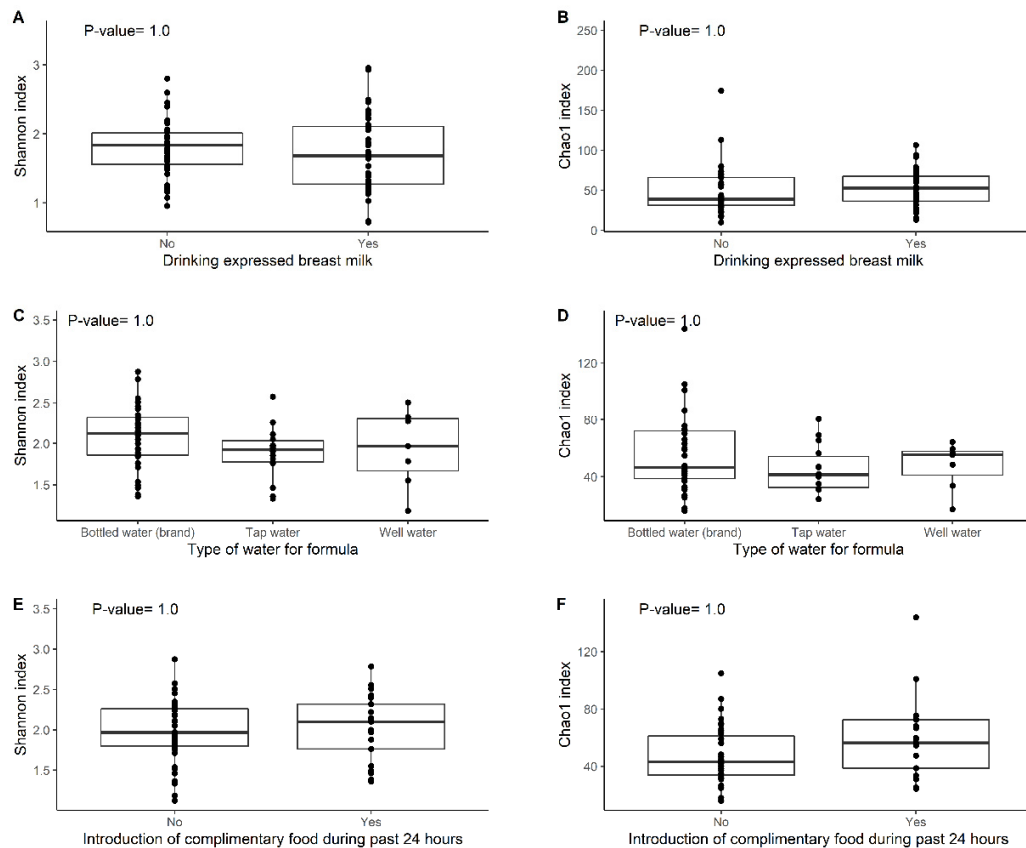 A
P-value= 1.0
Shannon index
3
2
1
No
Yes
Drinking expressed breast milk
B
P-value= 1.0
Chao1 index
250
200
150
100
50
0
No
Yes
Drinking expressed breast milk
C
P-value= 1.0
Shannon index
3.5
3.0
2.5
2.0
1.5
Bottled water (brand)
Tap water
Well water
Type of water for formula
D
P-value= 1.0
Chao1 index
120
80
40
Bottled water (brand)
Tap water
Well water
Type of water for formula
E
P-value= 1.0
Shannon index
3.5
3.0
2.5
2.0
1.5
No
Yes
Introduction of complimentary food during past 24 hours
F
P-value= 1.0
Chao1 index
120
80
40
No
Yes
Introduction of complimentary food during past 24 hours